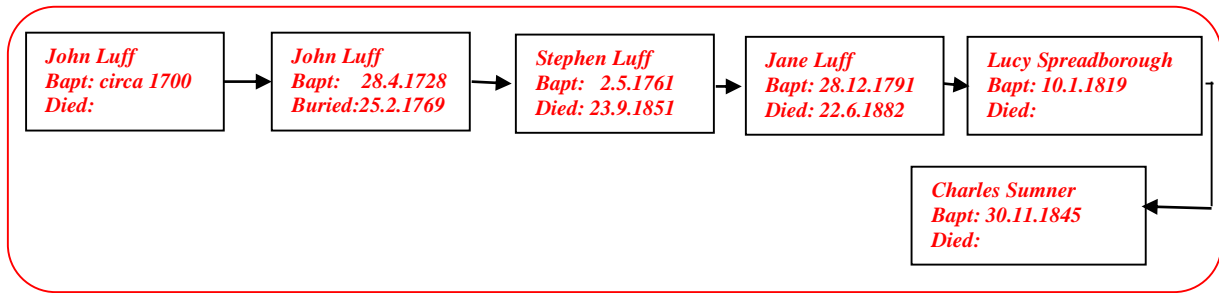 John Luff
Bapt: circa 1700
Died:
John Luff
Bapt: 28.4.1728
Buried:25.2.1769
Stephen Luff
Bapt: 2.5.1761
Died: 23.9.1851
Jane Luff
Bapt: 28.12.1791
Died: 22.6.1882
Lucy Spreadborough
Bapt: 10.1.1819
Died:
Charles Sumner
Bapt: 30.11.1845
Died: